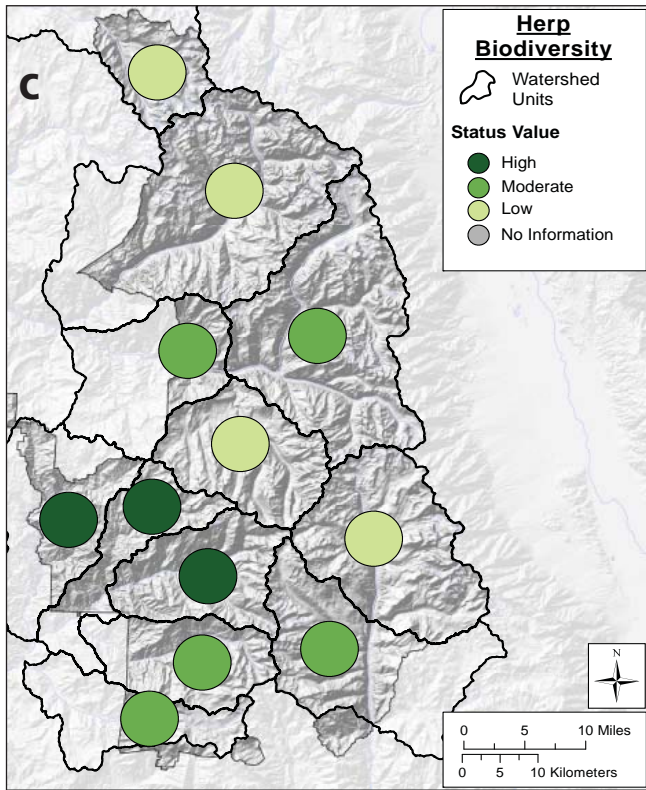 C
Herp
Biodiversity
Watershed
Units
Status Value
High
Moderate
Low
No Information
N
0 5 10 Miles
0 5 10 Kilometers